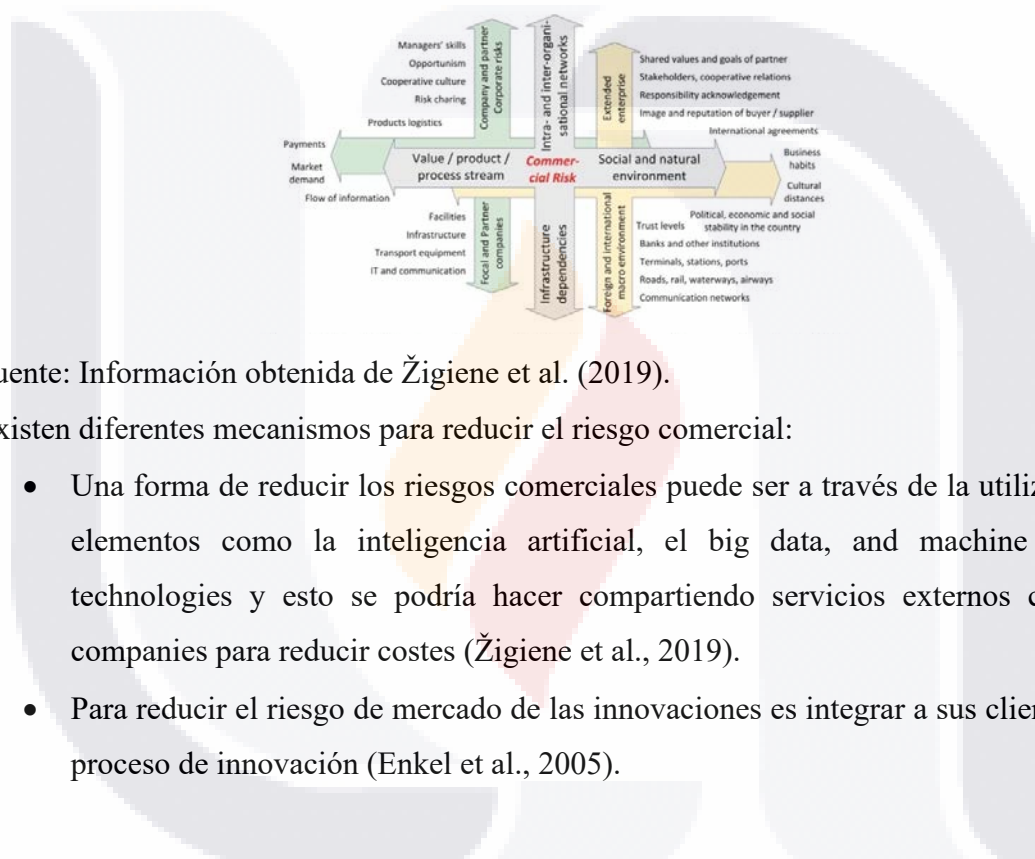 Managers' skills
Opportunism
Cooperative culture
Risk charing
Products logistics
Payments
Market
demand
Flow of information
Company and partner
Corporate risks
Intra- and inter-organi-
sational networks
Extended
enterprise
Shared values and goals of partner
Stakeholders, cooperative relations
Responsibility acknowledgement
Image and reputation of buyer / supplier
International agreements
Business
habits
Cultural
distances
Value / product /
process stream
Commer-
cial Risk
Social and natural
environment
Facilities
Infrastructure
Transport equipment
IT and communication
Focal and Partner
companies
Infrastructure
dependencies
Foreign and international
macro environment
Political, economic and social
stability in the country
Trust levels
Banks and other institutions
Terminals, stations, ports
Roads, rail, waterways, airways
Communication networks
uente: Información obtenida de Žigiene et al. (2019).
xisten diferentes mecanismos para reducir el riesgo comercial:
• Una forma de reducir los riesgos comerciales puede ser a través de la utiliz
elementos como la inteligencia artificial, el big data, and machine
technologies y esto se podría hacer compartiendo servicios externos c
companies para reducir costes (Žigiene et al., 2019).
• Para reducir el riesgo de mercado de las innovaciones es integrar a sus clien
proceso de innovación (Enkel et al., 2005).